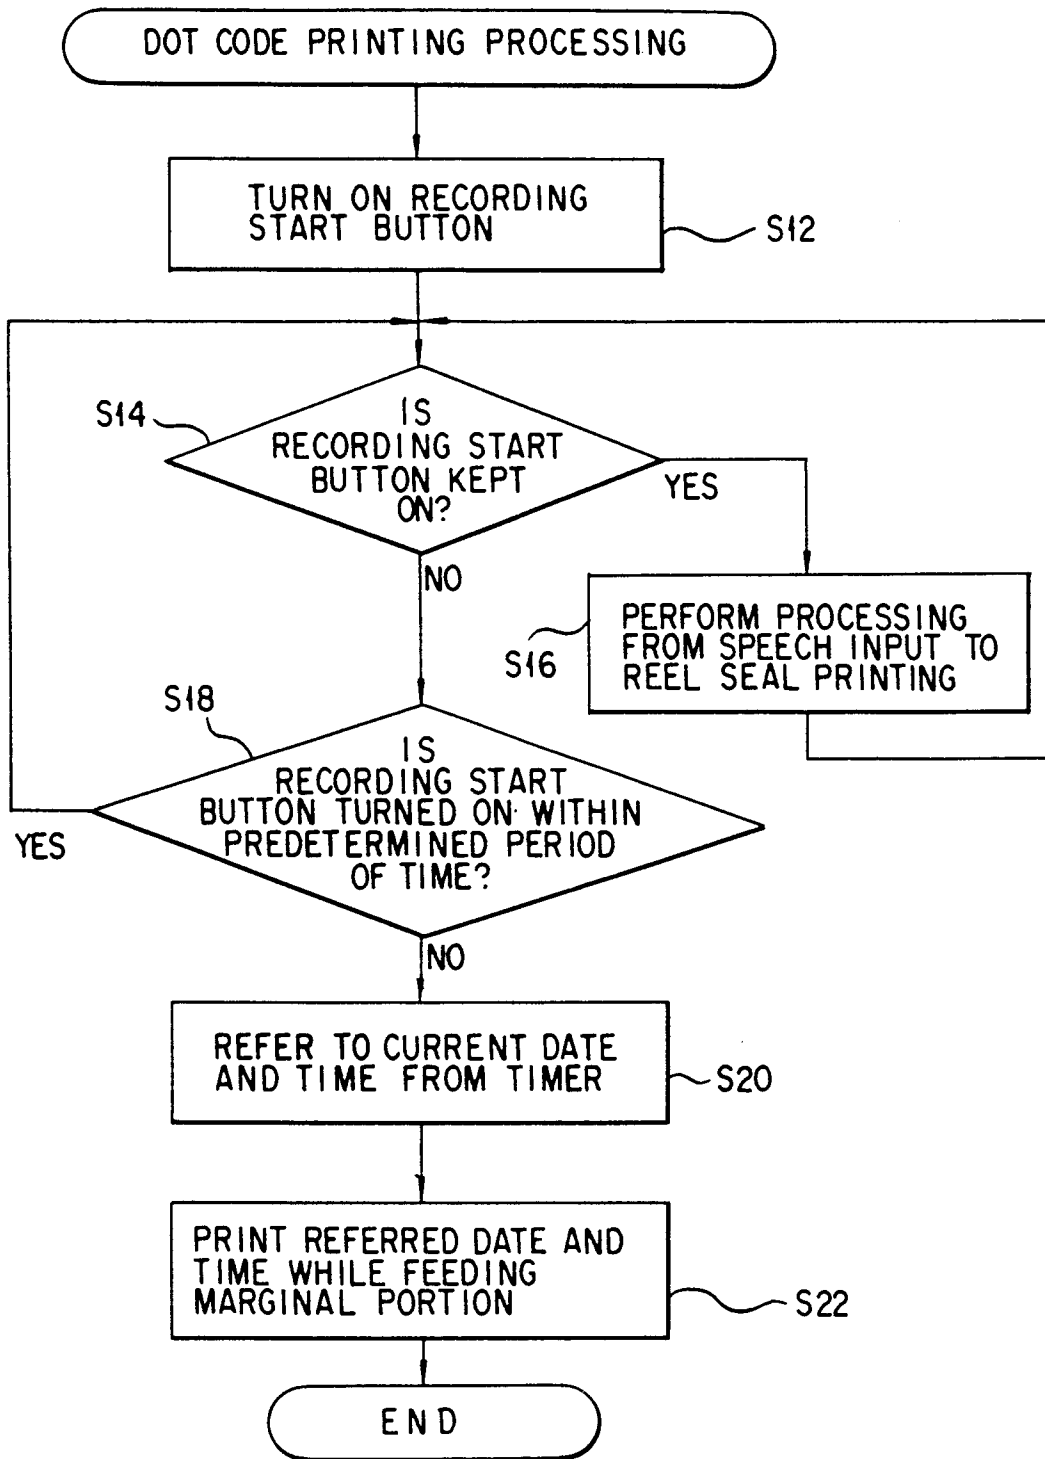 DOT CODE PRINTING PROCESSING
TURN ON RECORDING
START BUTTON
S12
S14
IS
RECORDING START
BUTTON KEPT
ON?
YES
NO
PERFORM PROCESSING
FROM SPEECH INPUT TO
REEL SEAL PRINTING
S16
S18
IS
RECORDING START
BUTTON TURNED ON WITHIN
PREDETERMINED PERIOD
OF TIME?
YES
NO
REFER TO CURRENT DATE
AND TIME FROM TIMER
S20
PRINT REFERRED DATE AND
TIME WHILE FEEDING
MARGINAL PORTION
S22
END